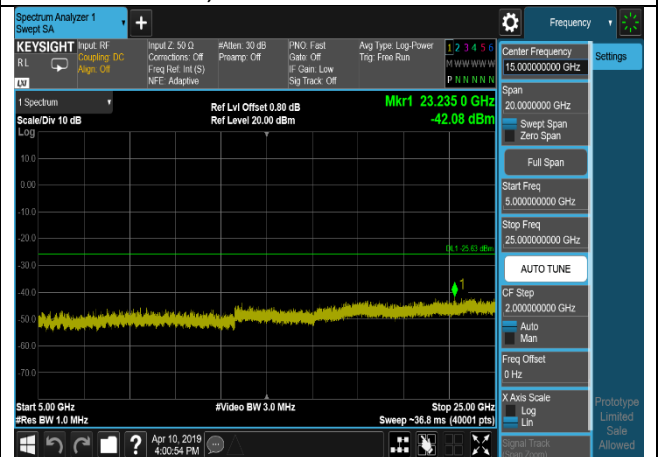 Spectrum Analyzer 1
Swept SA
+
Frequency
KEYSIGHT
RL
LXI
Input: RF
Coupling: DC
Align: Off
Input Z: 50 Ω
Corrections: Off
Freq Ref: Int (S)
NFE: Adaptive
#Atten: 30 dB
Preamp: Off
PNO: Fast
Gate: Off
IF Gain: Low
Sig Track: Off
Avg Type: Log-Power
Trig: Free Run
1 2 3 4 5 6
M W W W W W
P N N N N N
1 Spectrum
Scale/Div 10 dB
Log
Ref Lvl Offset 0.80 dB
Ref Level 20.00 dBm
Mkr1 23.235 0 GHz
-42.08 dBm
10.0
0.00
-10.0
-20.0
DL1 -25.63 dBm
-40.0
1
-50.0
-60.0
-70.0
Start 5.00 GHz
#Res BW 1.0 MHz
#Video BW 3.0 MHz
Stop 25.00 GHz
Sweep ~36.8 ms (40001 pts)
Center Frequency
15.000000000 GHz
Settings
Span
20.0000000 GHz
Swept Span
Zero Span
Full Span
Start Freq
5.000000000 GHz
Stop Freq
25.000000000 GHz
AUTO TUNE
CF Step
2.000000000 GHz
Auto
Man
Freq Offset
0 Hz
X Axis Scale
Log
Lin
Signal Track
(Span Zoom)
Prototype
Limited
Sale
Allowed
?
Apr 10, 2019
4:00:54 PM